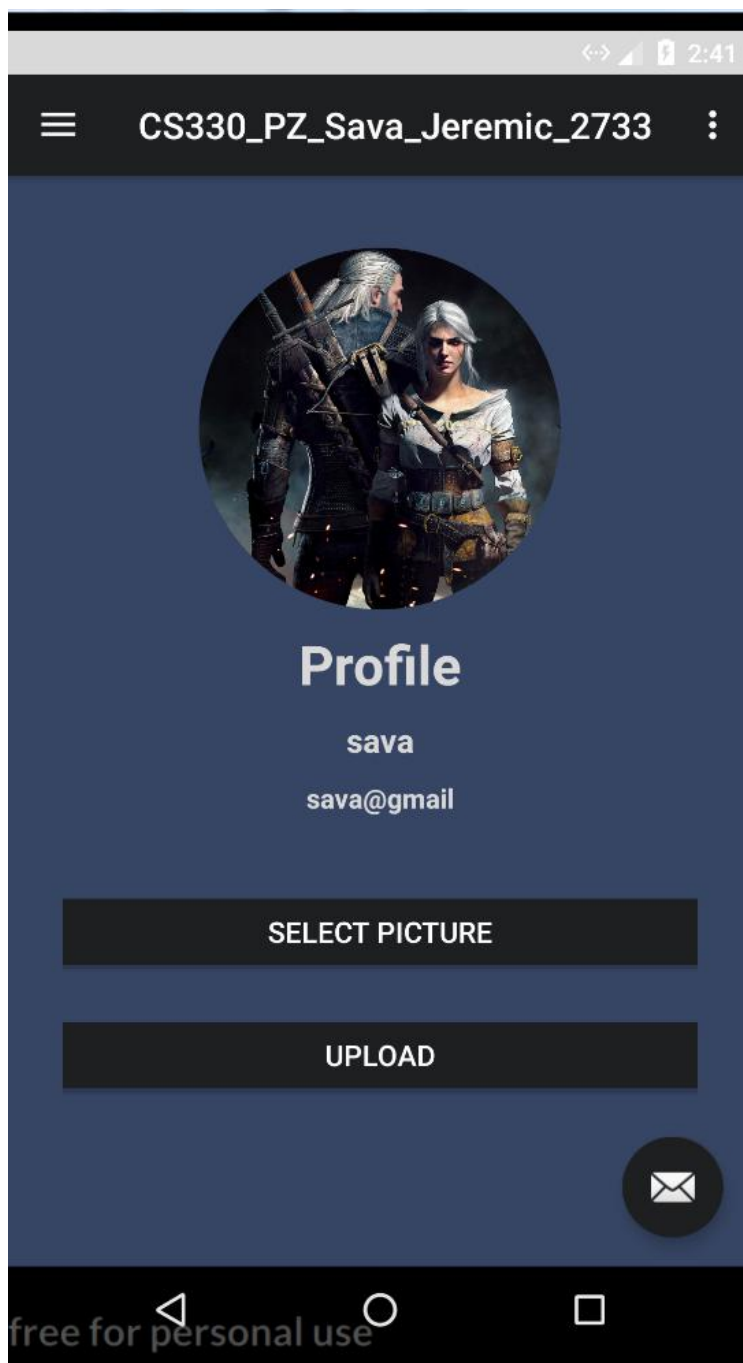 2:41
CS330_PZ_Sava_Jeremic_2733
Profile
sava
sava@gmail
SELECT PICTURE
UPLOAD
free for personal use